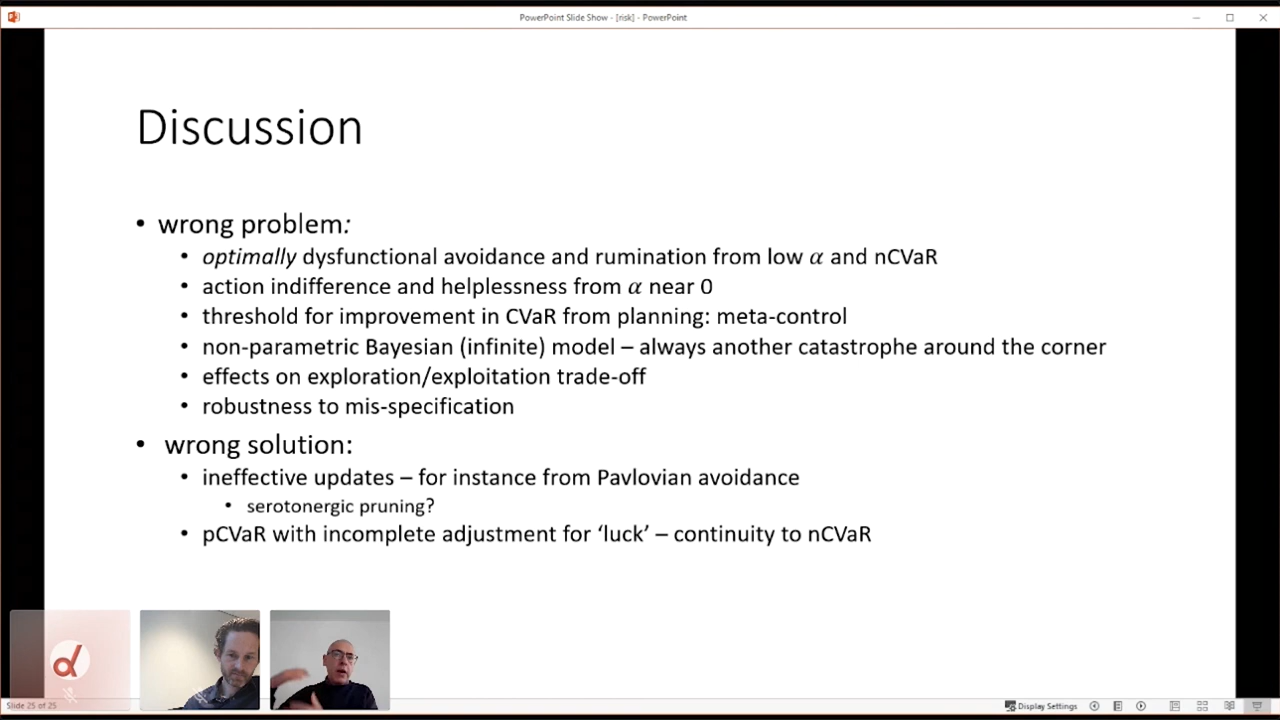 PowerPoint Slide Show - [risk] - PowerPoint
Discussion
• wrong problem:
• optimally dysfunctional avoidance and rumination from low α and nCVaR
• action indifference and helplessness from α near 0
• threshold for improvement in CVaR from planning: meta-control
• non-parametric Bayesian (infinite) model – always another catastrophe around the corner
• effects on exploration/exploitation trade-off
• robustness to mis-specification
• wrong solution:
• ineffective updates – for instance from Pavlovian avoidance
• serotonergic pruning?
• pCVaR with incomplete adjustment for ‘luck’ – continuity to nCVaR
Slide 25 of 25
Display Settings